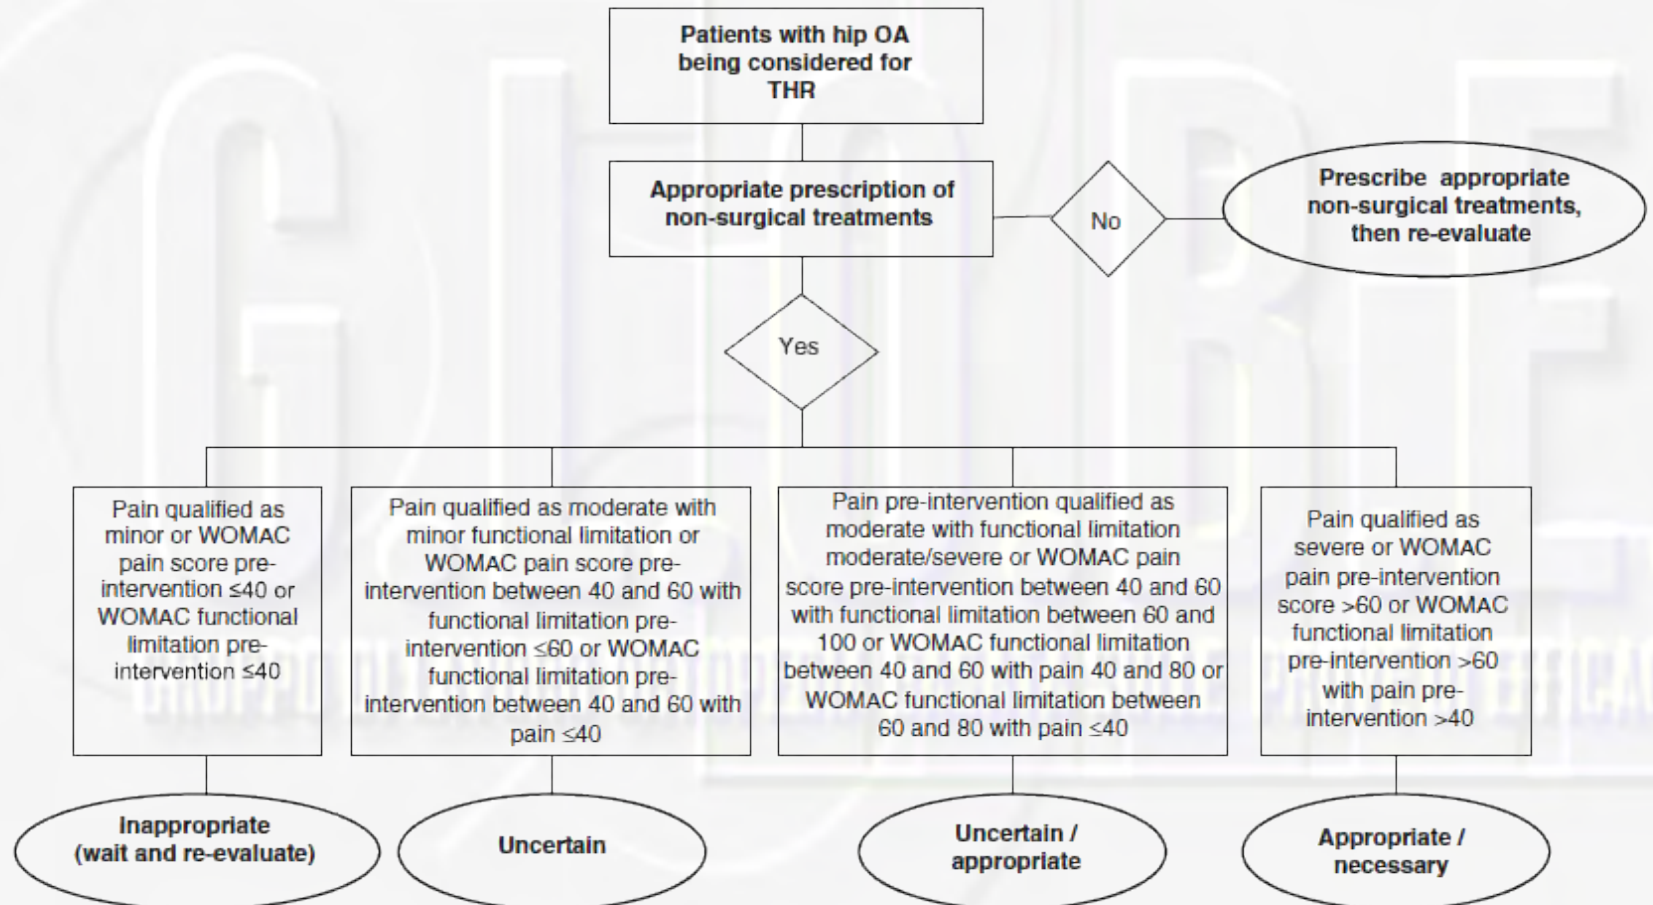 Patients with hip OA
being considered for
THR
Appropriate prescription of
non-surgical treatments
No
Prescribe appropriate
non-surgical treatments,
then re-evaluate
Yes
Pain qualified as
minor or WOMAC
pain score pre-
intervention ≤40 or
WOMAC functional
limitation pre-
intervention ≤40
Pain qualified as moderate with
minor functional limitation or
WOMAC pain score pre-
intervention between 40 and 60 with
functional limitation pre-
intervention ≤60 or WOMAC
functional limitation pre-
intervention between 40 and 60 with
pain ≤40
Pain pre-intervention qualified as
moderate with functional limitation
moderate/severe or WOMAC pain
score pre-intervention between 40 and 60
with functional limitation between 60 and
100 or WOMAC functional limitation
between 40 and 60 with pain 40 and 80 or
WOMAC functional limitation between
60 and 80 with pain ≤40
Pain qualified as
severe or WOMAC
pain pre-intervention
score >60 or WOMAC
functional limitation
pre-intervention >60
with pain pre-
intervention >40
Inappropriate
(wait and re-evaluate)
Uncertain
Uncertain /
appropriate
Appropriate /
necessary
GLOBE
GRUPPO DI LAVORO